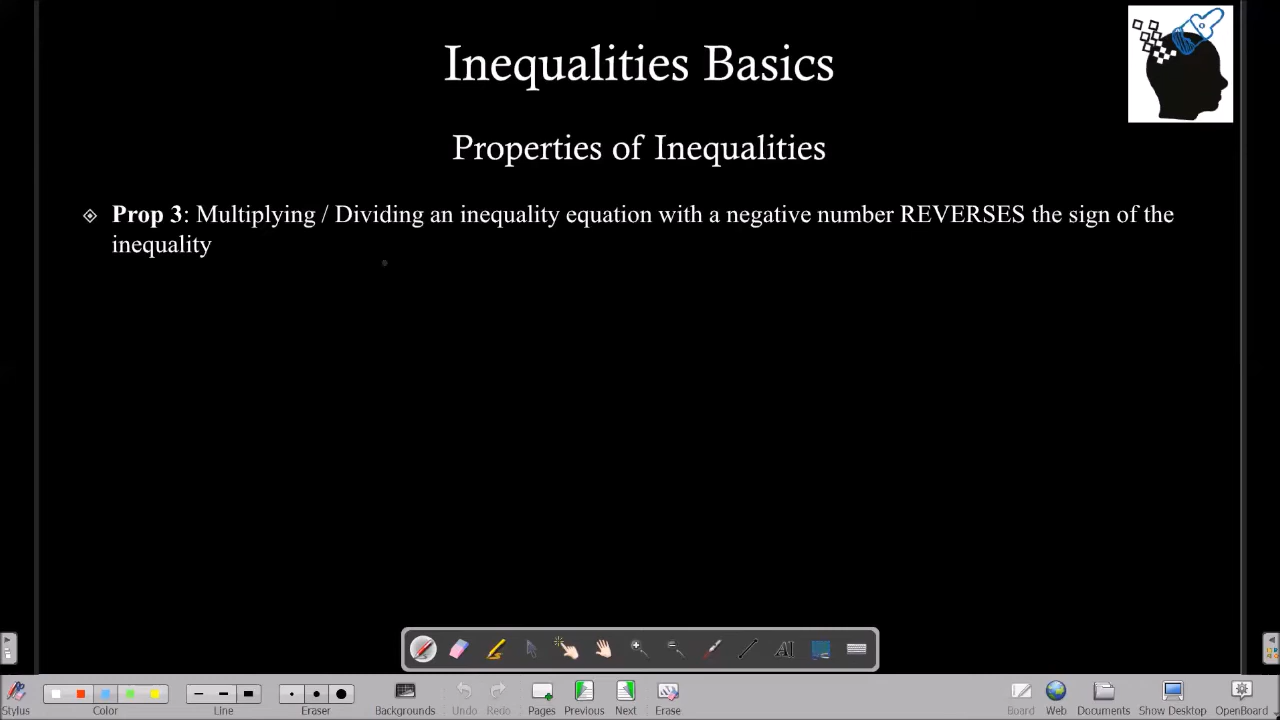 Inequalities Basics
Properties of Inequalities
Prop 3: Multiplying / Dividing an inequality equation with a negative number REVERSES the sign of the
inequality
AI
Stylus Color Line Eraser Backgrounds Undo Redo Pages Previous Next Erase Board Web Documents Show Desktop OpenBoard